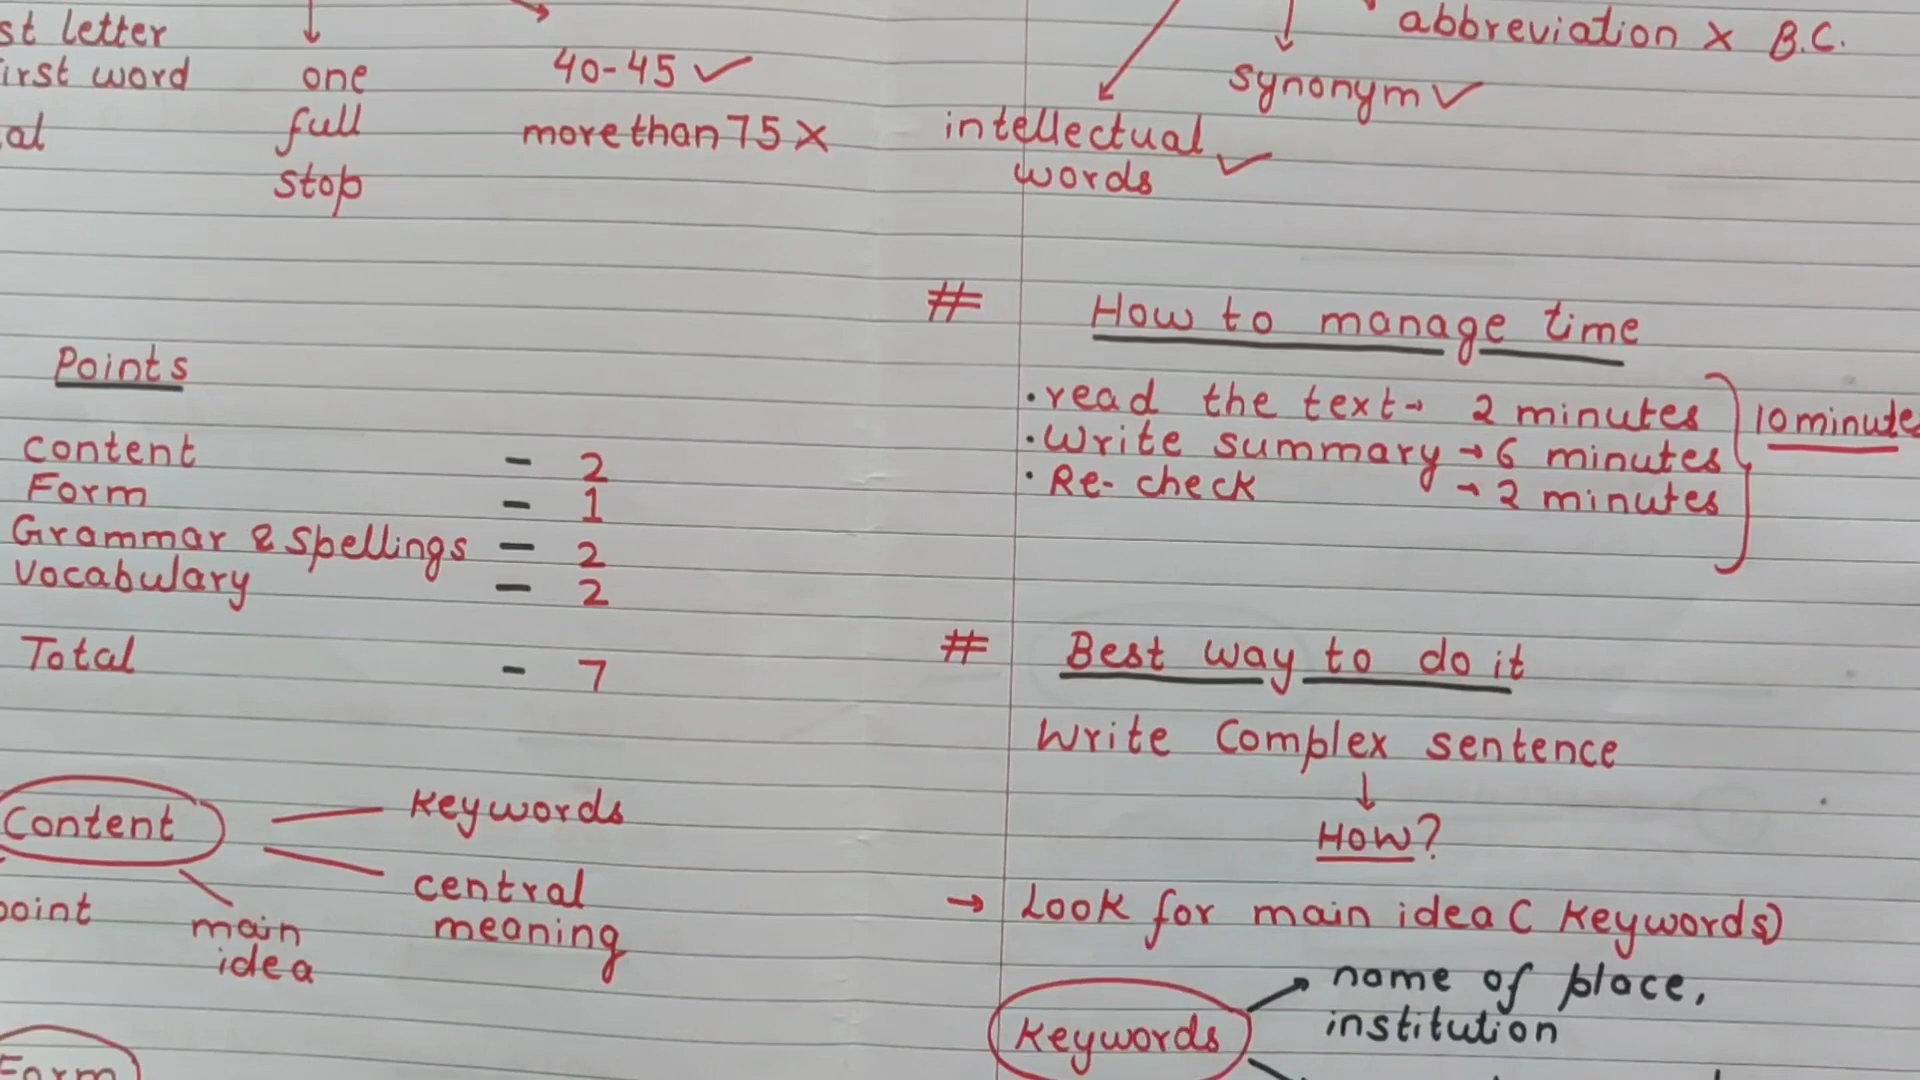 st letter
irst word
al
one
full
stop
40-45 ✓
more than 75 ×
abbreviation × B.C.
synonym ✓
intellectual ✓
words
Points
content - 2
Form - 1
Grammar & spellings - 2
vocabulary - 2
Total - 7
content
keywords
central
meaning
main
idea
point
Form
# How to manage time
• read the text → 2 minutes
• Write summary → 6 minutes
• Re-check → 2 minutes
10 minute
# Best way to do it
Write complex sentence
↓
How?
→ Look for main idea ( keywords)
Keywords
name of place,
institution